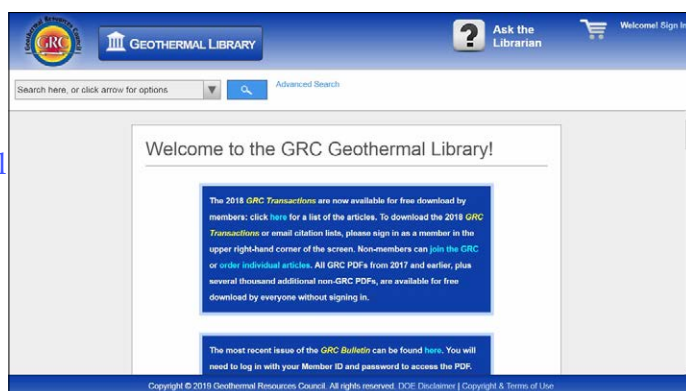 GRC
GEOTHERMAL LIBRARY
Ask the
Librarian
Welcome! Sign In
Search here, or click arrow for options
Advanced Search
Welcome to the GRC Geothermal Library!
The 2018 GRC Transactions are now available for free download by
members: click here for a list of the articles. To download the 2018 GRC
Transactions or email citation lists, please sign in as a member in the
upper right-hand corner of the screen. Non-members can join the GRC
or order individual articles. All GRC PDFs from 2017 and earlier, plus
several thousand additional non-GRC PDFs, are available for free
download by everyone without signing in.
The most recent issue of the GRC Bulletin can be found here. You will
need to log in with your Member ID and password to access the PDF.
Copyright © 2019 Geothermal Resources Council. All rights reserved. DOE Disclaimer | Copyright & Terms of Use